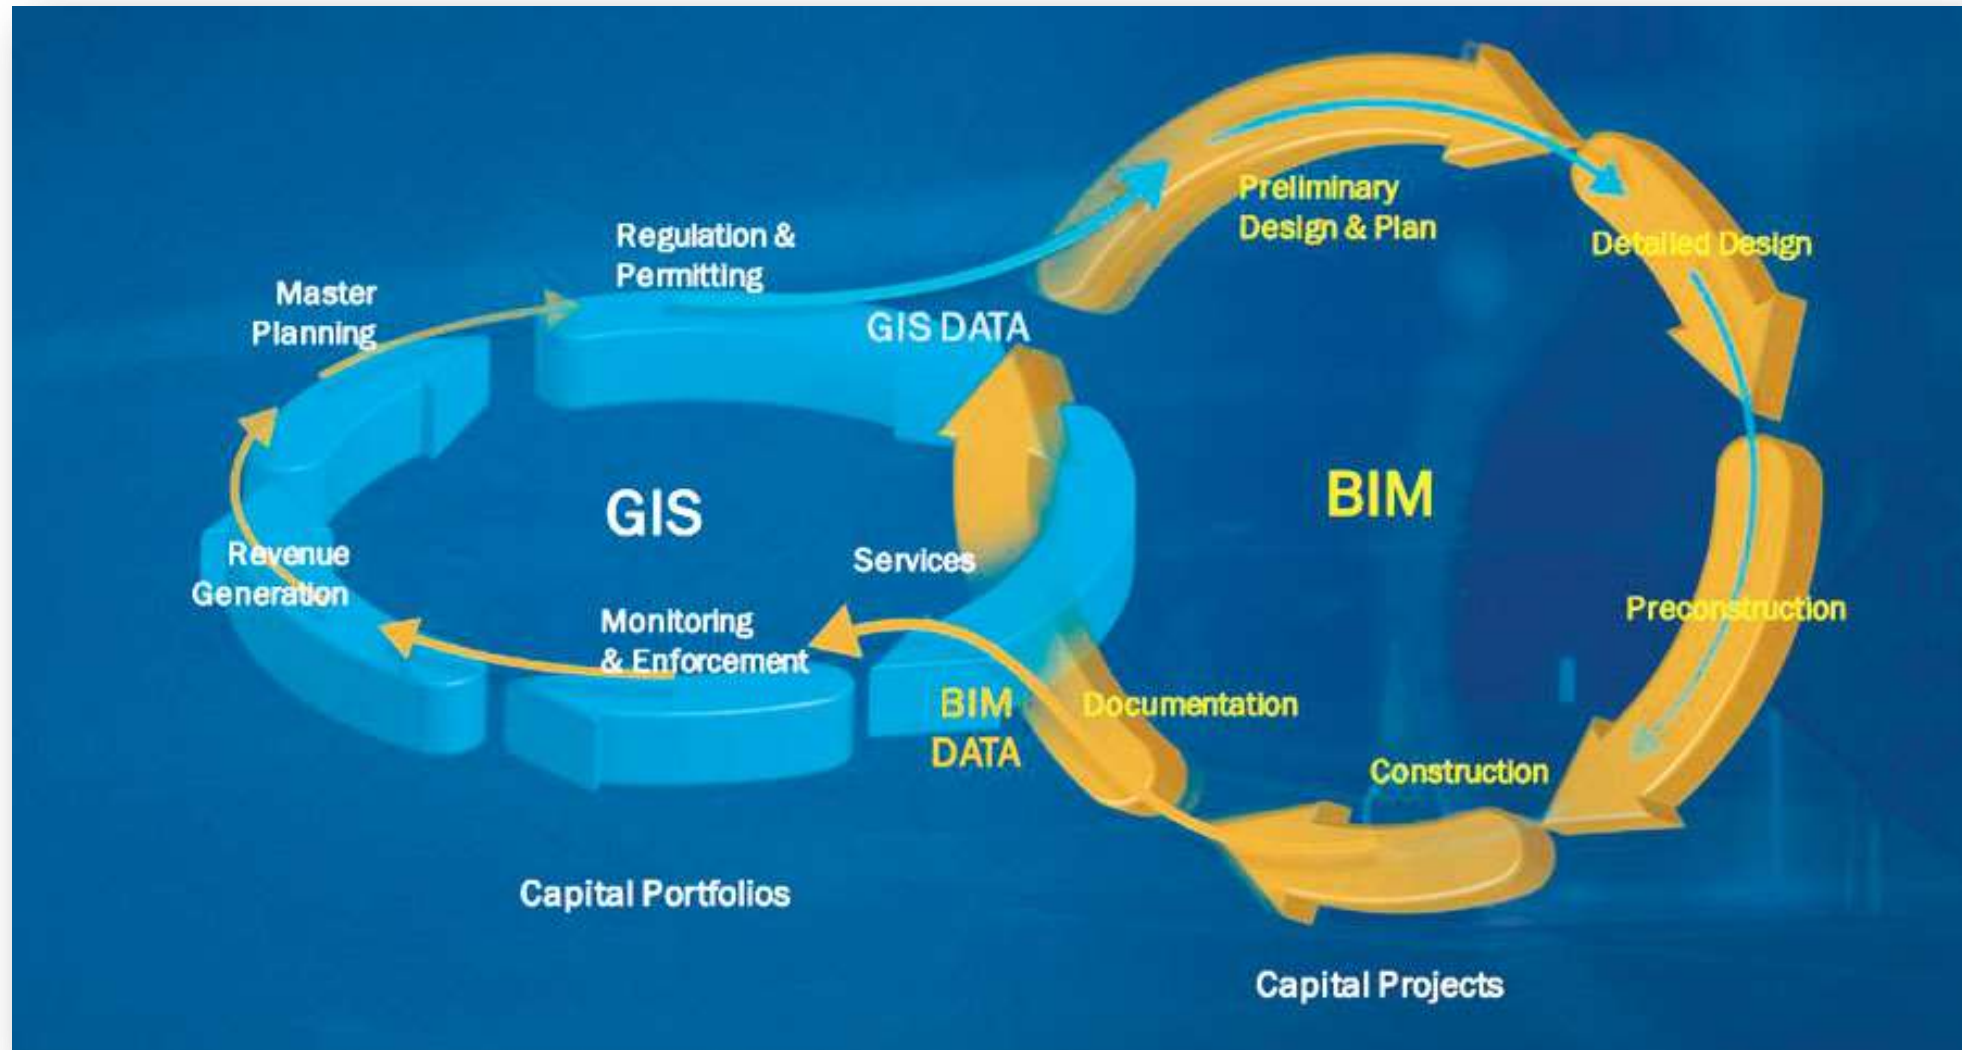 Regulation &
Permitting
Master
Planning
GIS DATA
GIS
Services
Revenue
Generation
Monitoring
& Enforcement
Capital Portfolios
Preliminary
Design & Plan
Detailed Design
BIM
Preconstruction
Construction
Documentation
BIM
DATA
Capital Projects